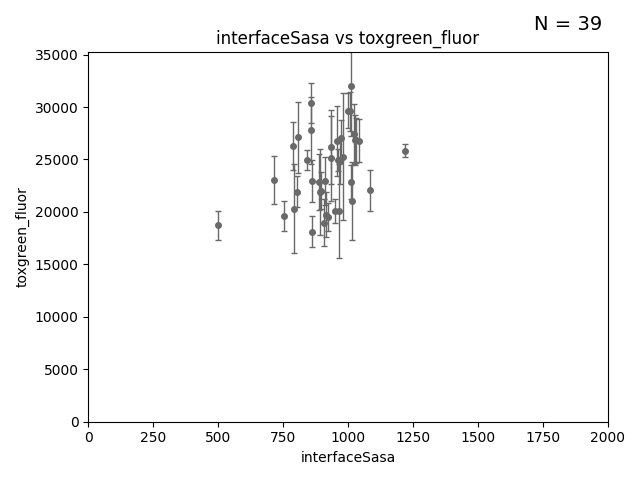 N = 39
interfaceSasa vs toxgreen_fluor
35000
30000
25000
20000
15000
10000
5000
0
toxgreen_fluor
0 250 500 750 1000 1250 1500 1750 2000
interfaceSasa